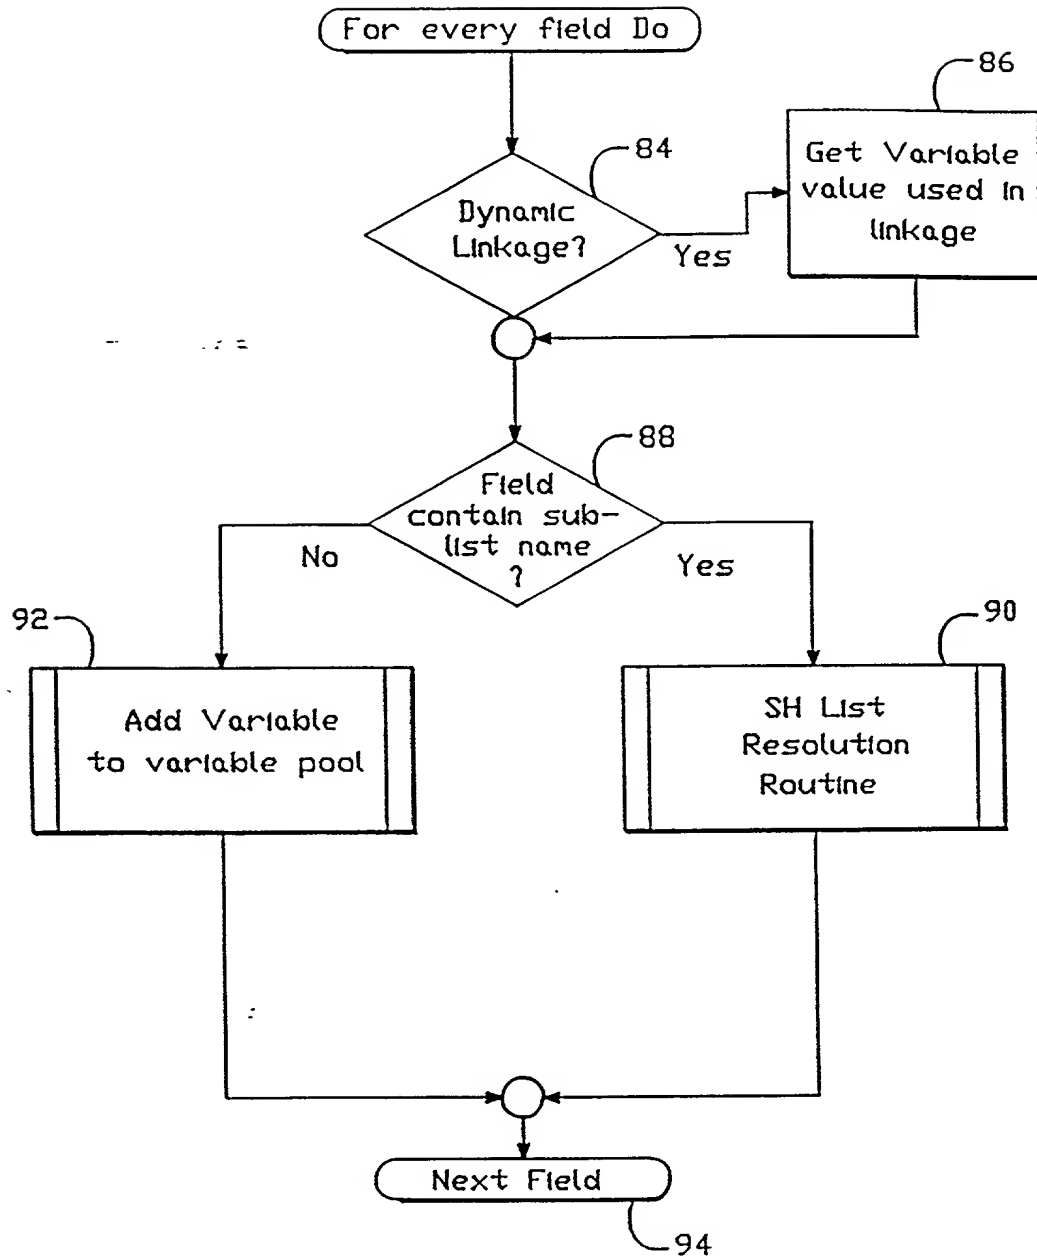 For every field Do
86
84
Get Variable
value used in
linkage
Dynamic
Linkage?
Yes
88
Field
contain sub-
list name
?
No
Yes
92
90
Add Variable
to variable pool
SH List
Resolution
Routine
Next Field
94